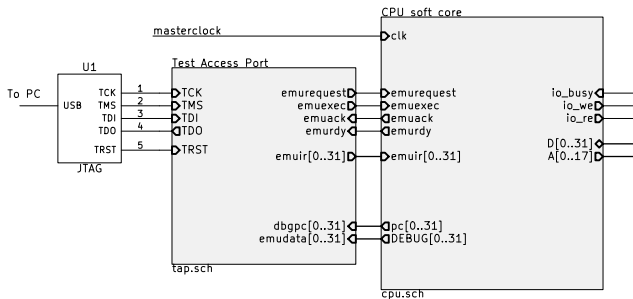 CPU soft core
masterclock
clk
U1
Test Access Port
To PC
USB
TCK
TMS
TDI
TDO
TRST
JTAG
1
2
3
4
5
TCK
TMS
TDI
TDO
TRST
emurequest
emuexec
emuack
emurdy
emuir[0..31]
dbgpc[0..31]
emudata[0..31]
tap.sch
emurequest
emuexec
emuack
emurdy
emuir[0..31]
pc[0..31]
DEBUG[0..31]
io_busy
io_we
io_re
D[0..31]
A[0..17]
cpu.sch